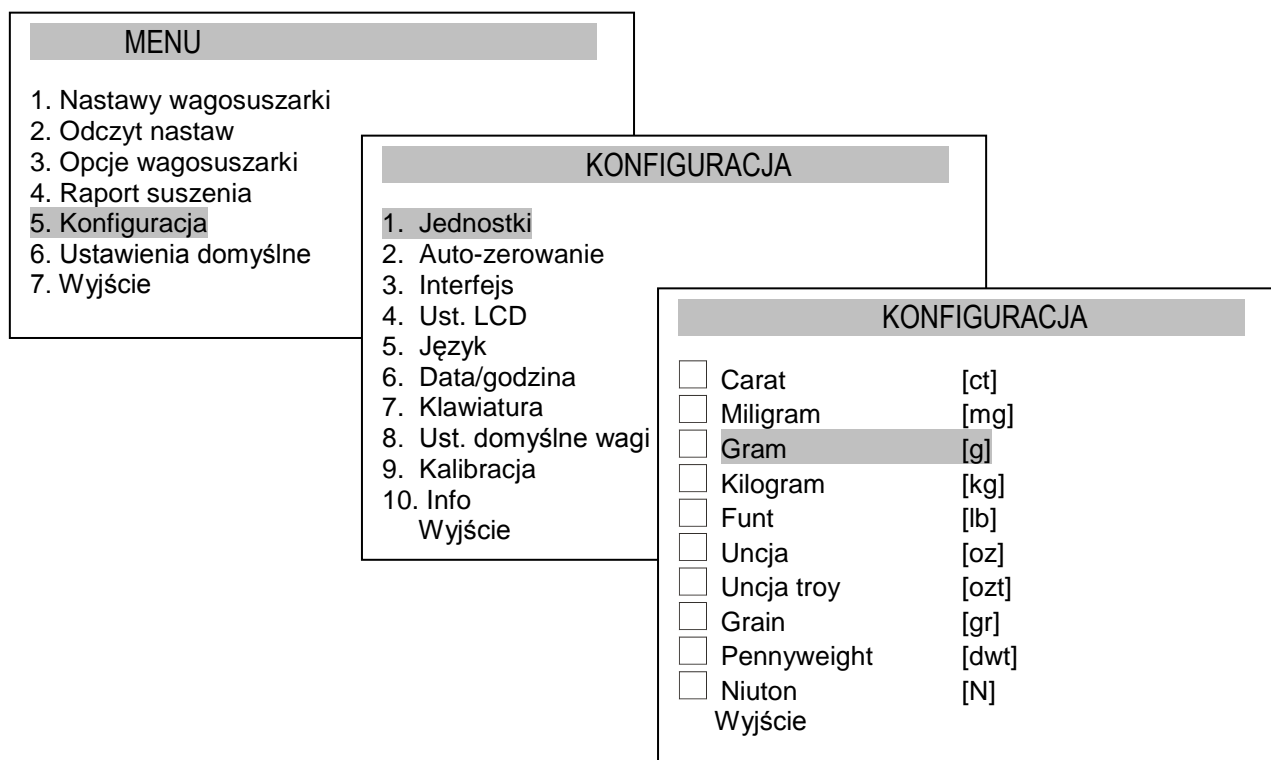 MENU
1. Nastawy wagosuszarki
2. Odczyt nastaw
3. Opcje wagosuszarki
4. Raport suszenia
5. Konfiguracja
6. Ustawienia domyślne
7. Wyjście
KONFIGURACJA
1. Jednostki
2. Auto-zerowanie
3. Interfejs
4. Ust. LCD
5. Język
6. Data/godzina
7. Klawiatura
8. Ust. domyślne wagi
9. Kalibracja
10. Info
Wyjście
KONFIGURACJA
Carat [ct]
Miligram [mg]
Gram [g]
Kilogram [kg]
Funt [lb]
Uncja [oz]
Uncja troy [ozt]
Grain [gr]
Pennyweight [dwt]
Niuton [N]
Wyjście